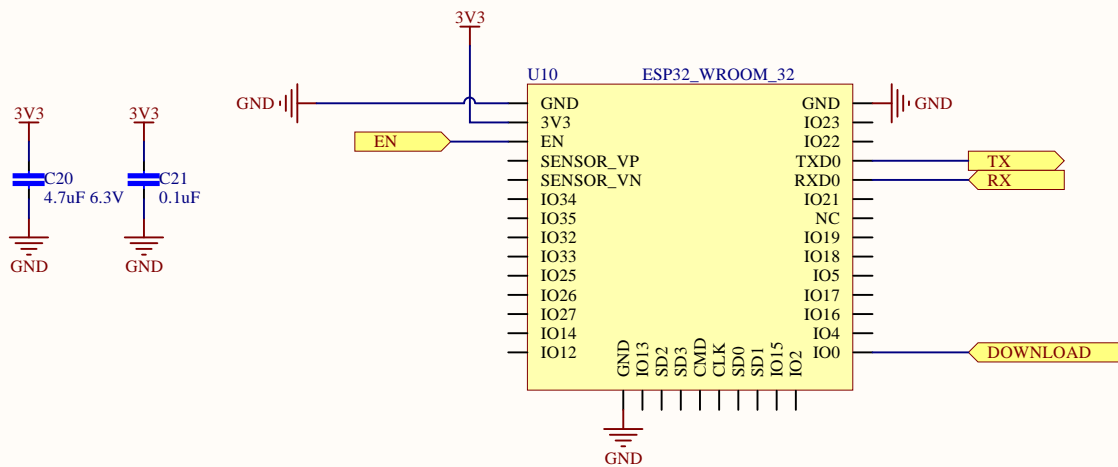 3V3
U10 ESP32_WROOM_32
GND
GND
GND
GND
3V3
IO23
EN
EN
IO22
SENSOR_VP
TXD0
TX
SENSOR_VN
RXD0
RX
IO34
IO21
IO35
NC
IO32
IO19
IO33
IO18
IO25
IO5
IO26
IO17
IO27
IO16
IO14
IO4
IO12
IO0
DOWNLOAD
GND
IO13
SD2
SD3
CMD
CLK
SD0
SD1
IO15
IO2
GND
3V3
C20
4.7uF 6.3V
GND
3V3
C21
0.1uF
GND